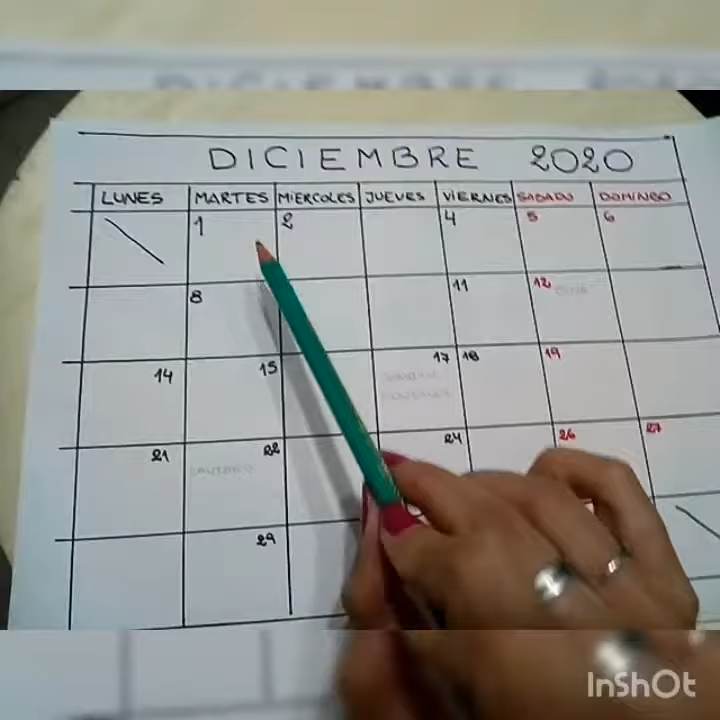 DICIEMBRE 2020
LUNES MARTES MIERCOLES JUEVES VIERNES SABADO DOMINGO
1 2 4 5 6
8 11 12
14 15 17 18 19
21 22 24 26 27
LAUTARO
29
InShOt